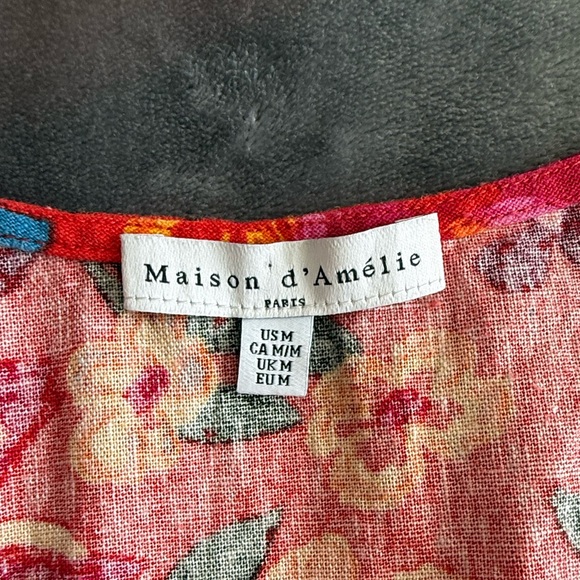 Maison d'Amélie
PARIS
US M
CA M/M
UK M
EU M